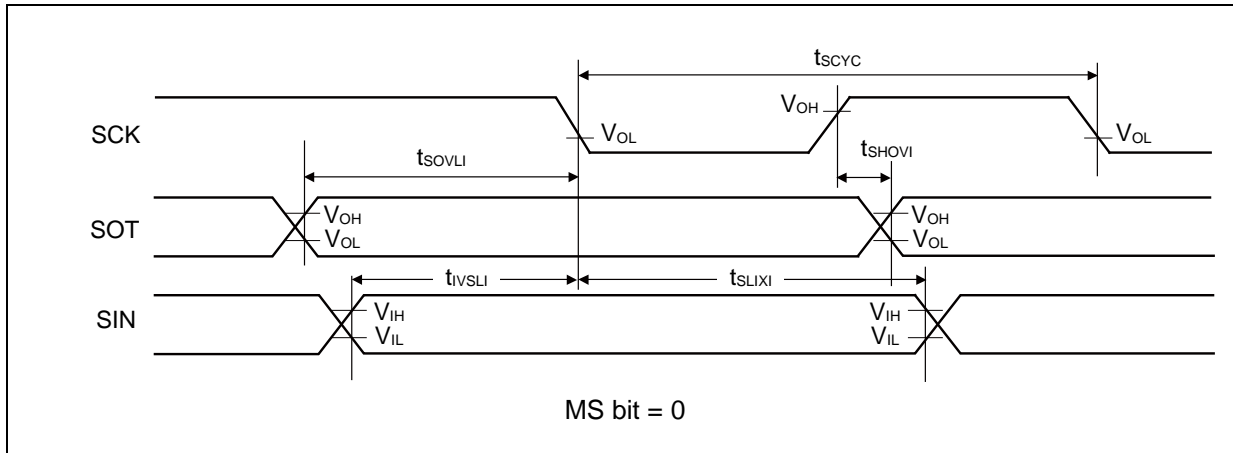 tSCYC
VOH
SCK
VOL
VOL
tSHOVI
tSOVLI
VOH
VOH
SOT
VOL
VOL
tIVSLI
tSLIXI
VIH
VIH
SIN
VIL
VIL
MS bit = 0